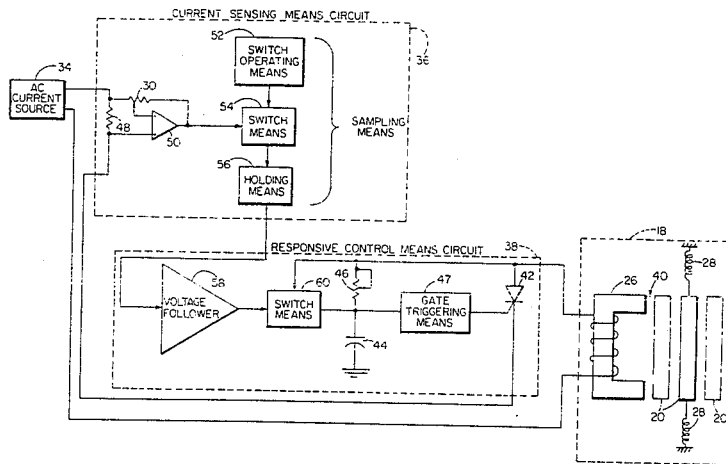 CURRENT SENSING MEANS CIRCUIT
36
34
AC
CURRENT
SOURCE
48
30
50
52
SWITCH
OPERATING
MEANS
54
SWITCH
MEANS
56
HOLDING
MEANS
SAMPLING
MEANS
RESPONSIVE CONTROL MEANS CIRCUIT
38
58
VOLTAGE
FOLLOWER
60
SWITCH
MEANS
46
44
47
GATE
TRIGGERING
MEANS
42
18
26
40
28
20
28
20